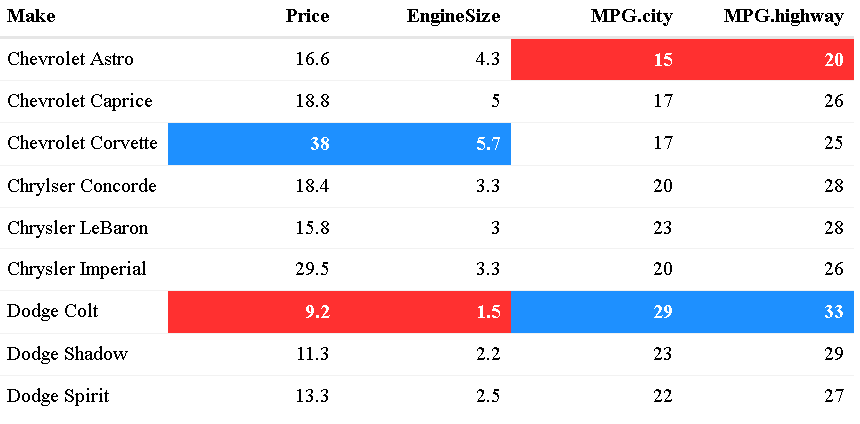 Make Price EngineSize MPG.city MPG.highway
Chevrolet Astro 16.6 4.3 15 20
Chevrolet Caprice 18.8 5 17 26
Chevrolet Corvette 38 5.7 17 25
Chrylser Concorde 18.4 3.3 20 28
Chrysler LeBaron 15.8 3 23 28
Chrysler Imperial 29.5 3.3 20 26
Dodge Colt 9.2 1.5 29 33
Dodge Shadow 11.3 2.2 23 29
Dodge Spirit 13.3 2.5 22 27